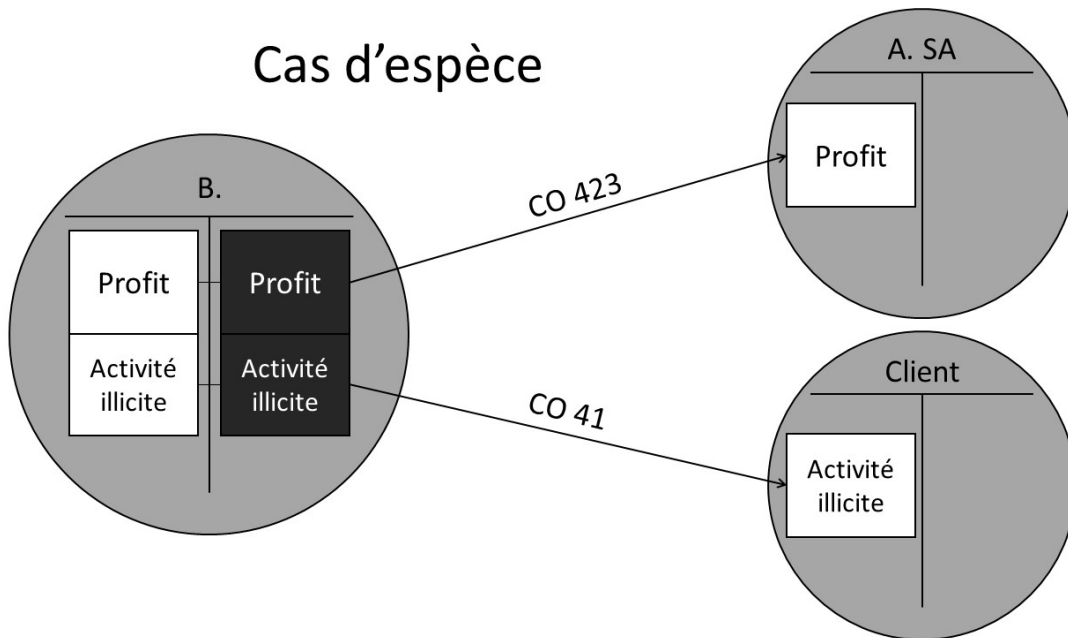 Cas d’espèce
A. SA
Profit
CO 423
B.
Profit
Profit
Activité
illicite
Activité
illicite
CO 41
Client
Activité
illicite